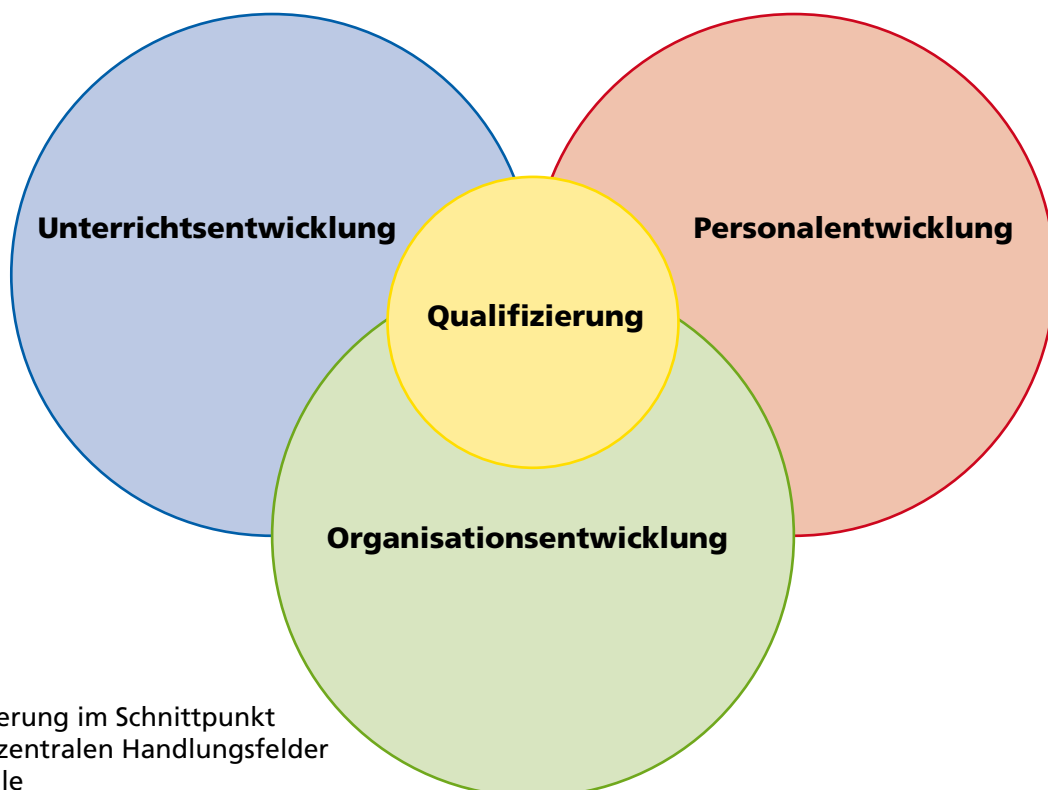 Unterrichtsentwicklung
Personalentwicklung
Qualifizierung
Organisationsentwicklung
erung im Schnittpunkt
zentralen Handlungsfelder
le